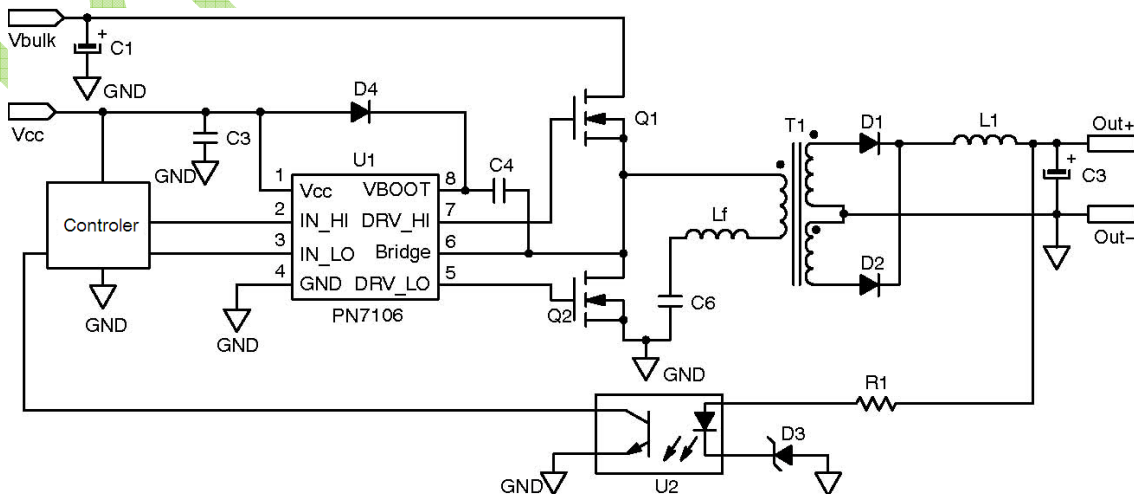 Vbulk
+
C1
GND
Vcc
D4
C3
GND
U1
C4
Q1
T1
D1
L1
Out+
+
C3
Out−
1 Vcc VBOOT 8
2 IN_HI DRV_HI 7
3 IN_LO Bridge 6
4 GND DRV_LO 5
PN7106
Controler
GND
GND
Lf
C6
Q2
D2
GND
R1
D3
GND
U2